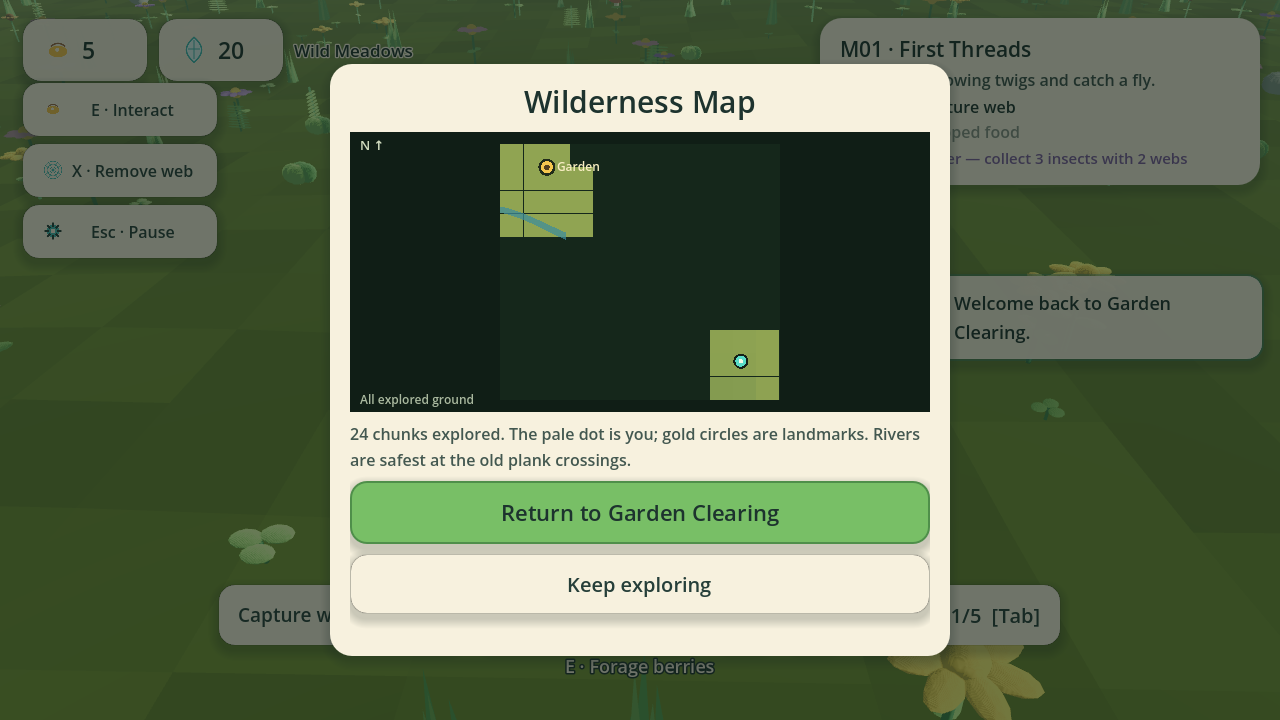 5
20
Wild Meadows
E · Interact
X · Remove web
Esc · Pause
M01 · First Threads
owing twigs and catch a fly.
ture web
ped food
er — collect 3 insects with 2 webs
Welcome back to Garden
Clearing.
Wilderness Map
N ↑
Garden
All explored ground
24 chunks explored. The pale dot is you; gold circles are landmarks. Rivers
are safest at the old plank crossings.
Return to Garden Clearing
Keep exploring
Capture w
1/5 [Tab]
E · Forage berries